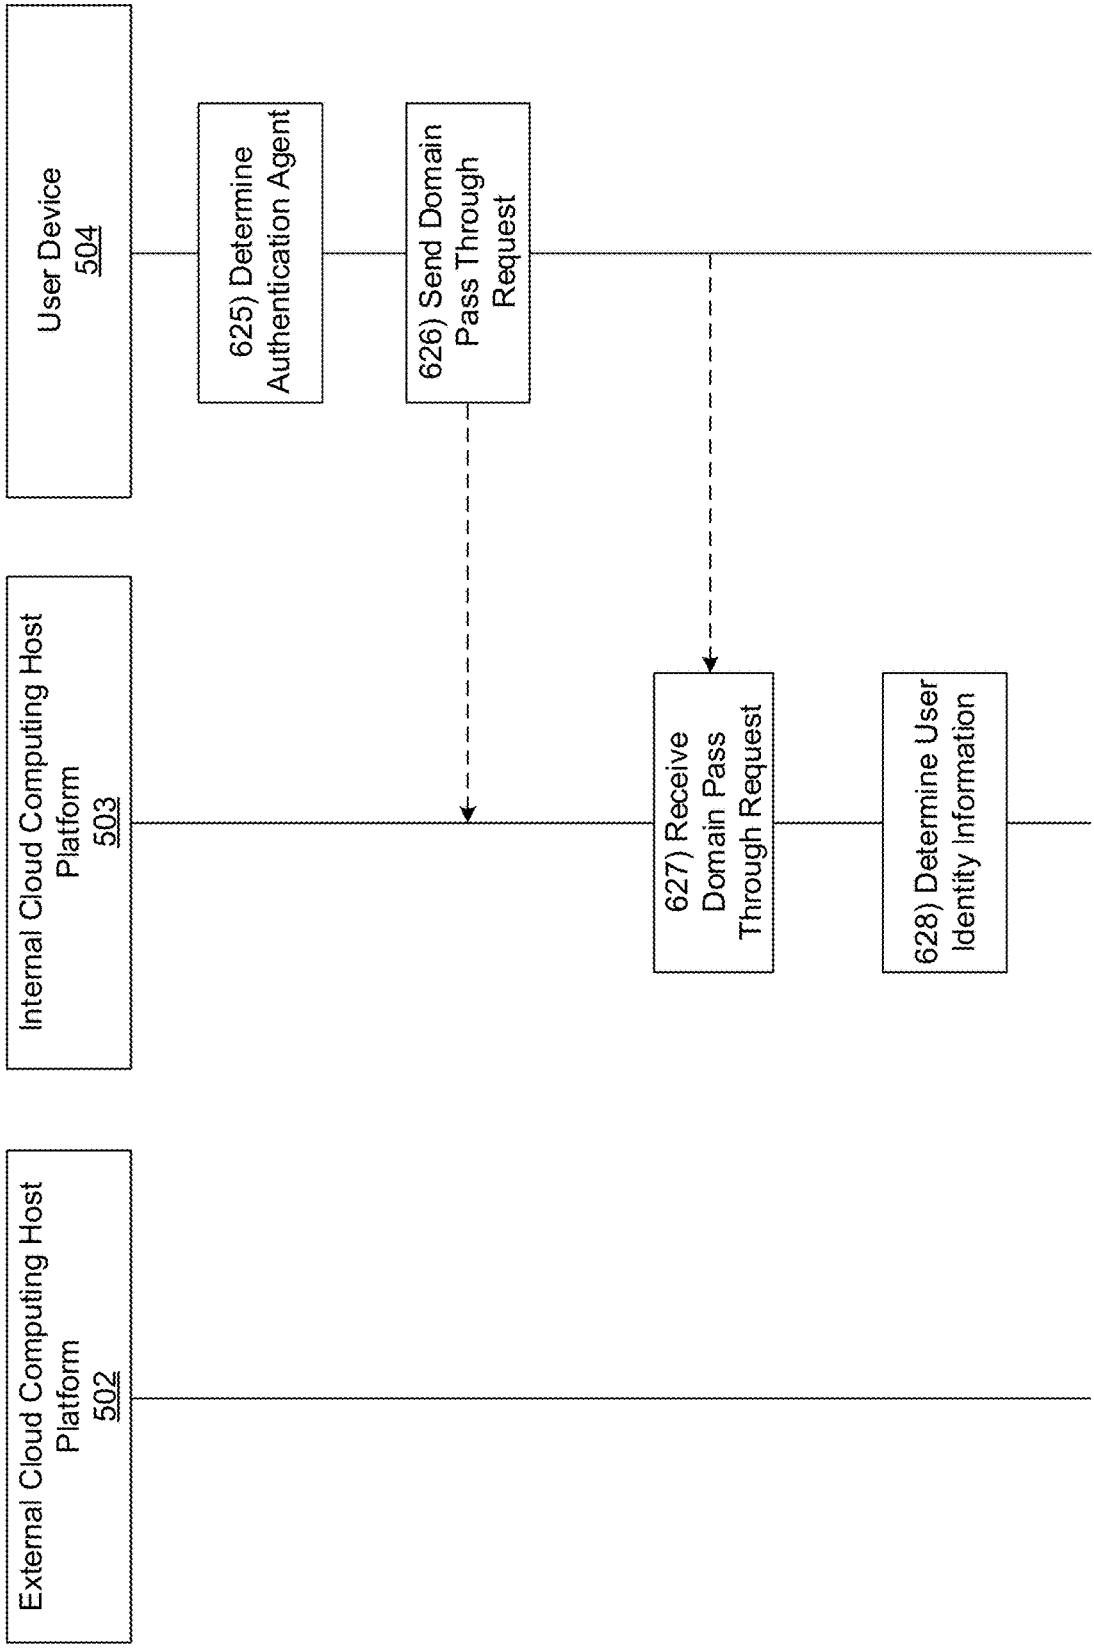 External Cloud Computing Host
Platform
502
Internal Cloud Computing Host
Platform
503
User Device
504
625) Determine
Authentication Agent
626) Send Domain
Pass Through
Request
627) Receive
Domain Pass
Through Request
628) Determine User
Identity Information